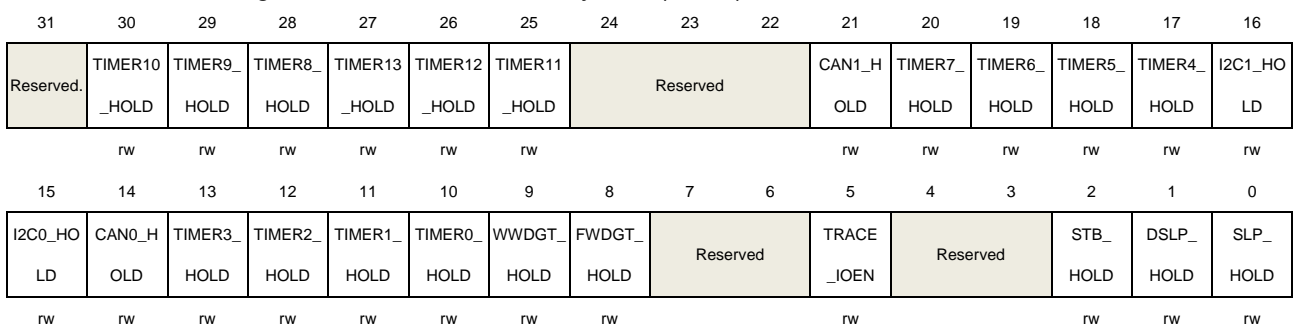 31 30 29 28 27 26 25 24 23 22 21 20 19 18 17 16
Reserved. TIMER10 _HOLD TIMER9_ HOLD TIMER8_ HOLD TIMER13 _HOLD TIMER12 _HOLD TIMER11 _HOLD Reserved CAN1_H OLD TIMER7_ HOLD TIMER6_ HOLD TIMER5_ HOLD TIMER4_ HOLD I2C1_HO LD
rw rw rw rw rw rw rw rw rw rw rw rw
15 14 13 12 11 10 9 8 7 6 5 4 3 2 1 0
I2C0_HO LD CAN0_H OLD TIMER3_ HOLD TIMER2_ HOLD TIMER1_ HOLD TIMER0_ HOLD WWDGT_ HOLD FWDGT_ HOLD Reserved TRACE _IOEN Reserved STB_ HOLD DSLP_ HOLD SLP_ HOLD
rw rw rw rw rw rw rw rw rw rw rw rw